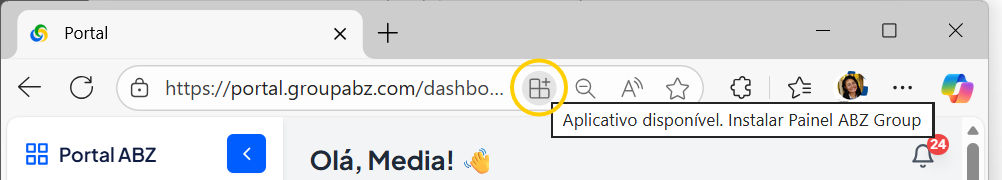 Portal
https://portal.groupabz.com/dashbo...
A
Aplicativo disponível. Instalar Painel ABZ Group
Portal ABZ
Olá, Media! 👋
24